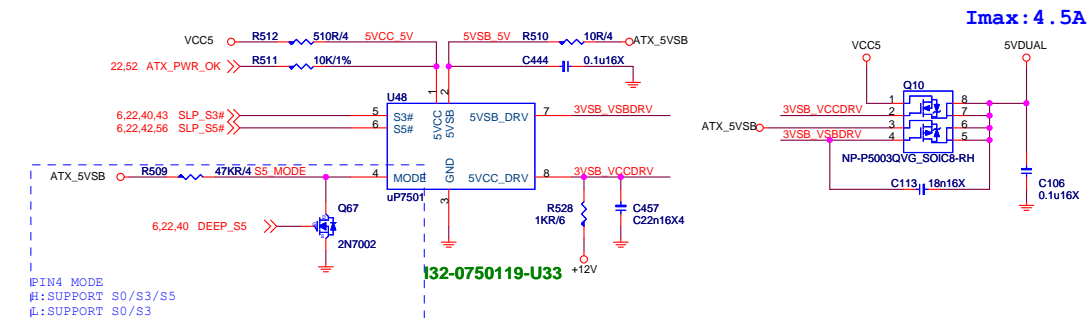 Imax:4.5A
VCC5 R512 510R/4 5VCC_5V 5VSB_5V R510 10R/4 ATX_5VSB
22,52 ATX_PWR_OK R511 10K/1% C444 0.1u16X
VCC5 5VDUAL
U48 Q10
1 2
6,22,40,43 SLP_S3# 5 S3# 5VCC 5VSB 5VSB_DRV 7 3VSB_VSBDRV
6,22,42,56 SLP_S5# 6 S5#
3VSB_VCCDRV 1 2 8 7
ATX_5VSB 3VSB_VSBDRV 3 4 6 5
NP-P5003QVG_SOIC8-RH
ATX_5VSB R509 47KR/4 S5_MODE 4 MODE GND 5VCC_DRV 8 3VSB_VCCDRV
uP7501
3
C113 18n16X C106
0.1u16X
Q67
6,22,40 DEEP_S5
2N7002
R528 C457
1KR/6 C22n16X4
+12V
I32-0750119-U33
PIN4 MODE
H:SUPPORT S0/S3/S5
L:SUPPORT S0/S3